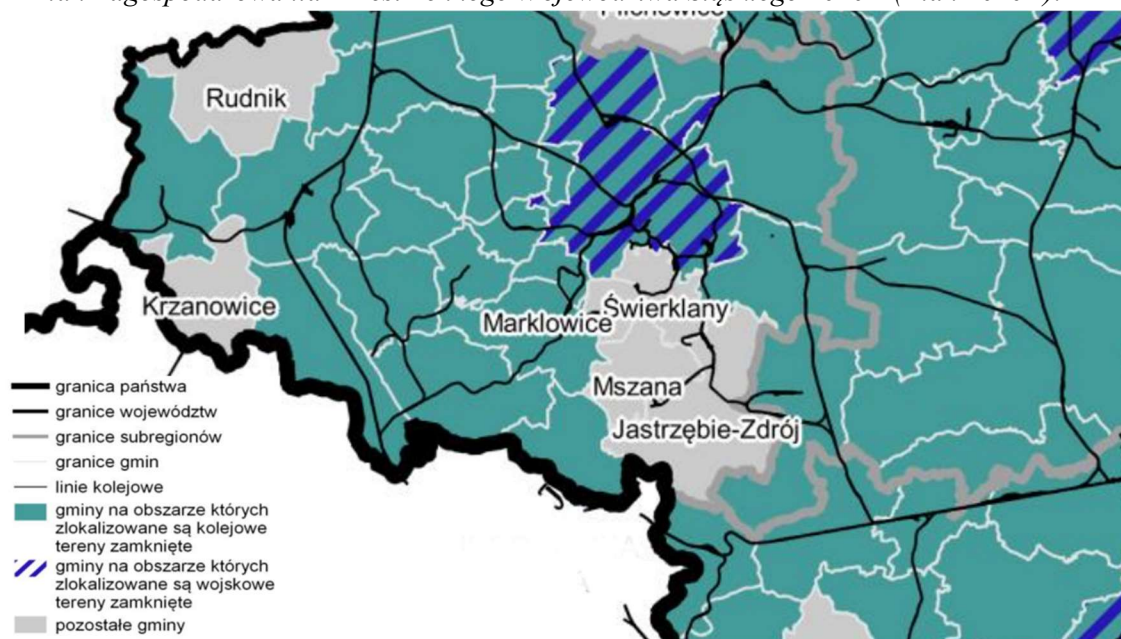 Rudnik
Krzanowice
Marklowice
Świerklany
Mszana
Jastrzębie-Zdrój
granica państwa
granice województw
granice subregionów
granice gmin
linie kolejowe
gminy na obszarze których
zlokalizowane są kolejowe
tereny zamknięte
gminy na obszarze których
zlokalizowane są wojskowe
tereny zamknięte
pozostałe gminy